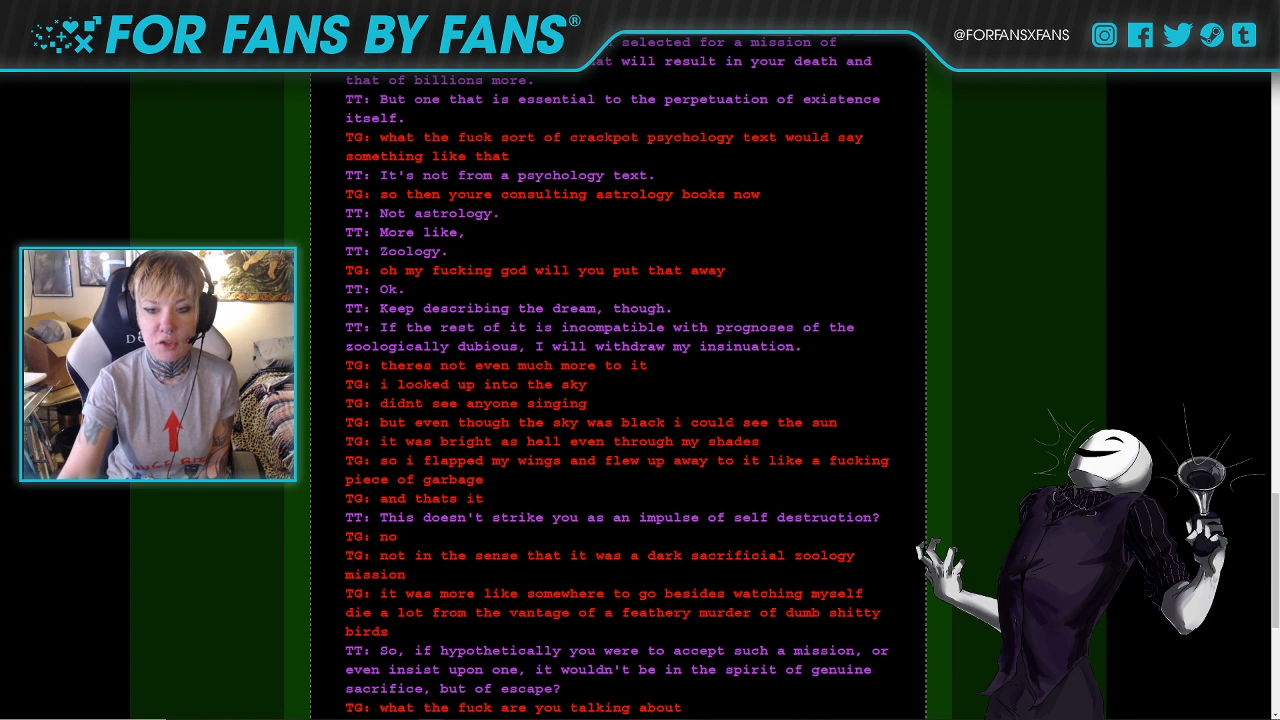 FOR FANS BY FANS®
@FORFANSXFANS
selected for a mission of
that will result in your death and
that of billions more.
TT: But one that is essential to the perpetuation of existence
itself.
TG: what the fuck sort of crackpot psychology text would say
something like that
TT: It's not from a psychology text.
TG: so then youre consulting astrology books now
TT: Not astrology.
TT: More like,
TT: Zoology.
TG: oh my fucking god will you put that away
TT: Ok.
TT: Keep describing the dream, though.
TT: If the rest of it is incompatible with prognoses of the
zoologically dubious, I will withdraw my insinuation.
TG: theres not even much more to it
TG: i looked up into the sky
TG: didnt see anyone singing
TG: but even though the sky was black i could see the sun
TG: it was bright as hell even through my shades
TG: so i flapped my wings and flew up away to it like a fucking
piece of garbage
TG: and thats it
TT: This doesn't strike you as an impulse of self destruction?
TG: no
TG: not in the sense that it was a dark sacrificial zoology
mission
TG: it was more like somewhere to go besides watching myself
die a lot from the vantage of a feathery murder of dumb shitty
birds
TT: So, if hypothetically you were to accept such a mission, or
even insist upon one, it wouldn't be in the spirit of genuine
sacrifice, but of escape?
TG: what the fuck are you talking about